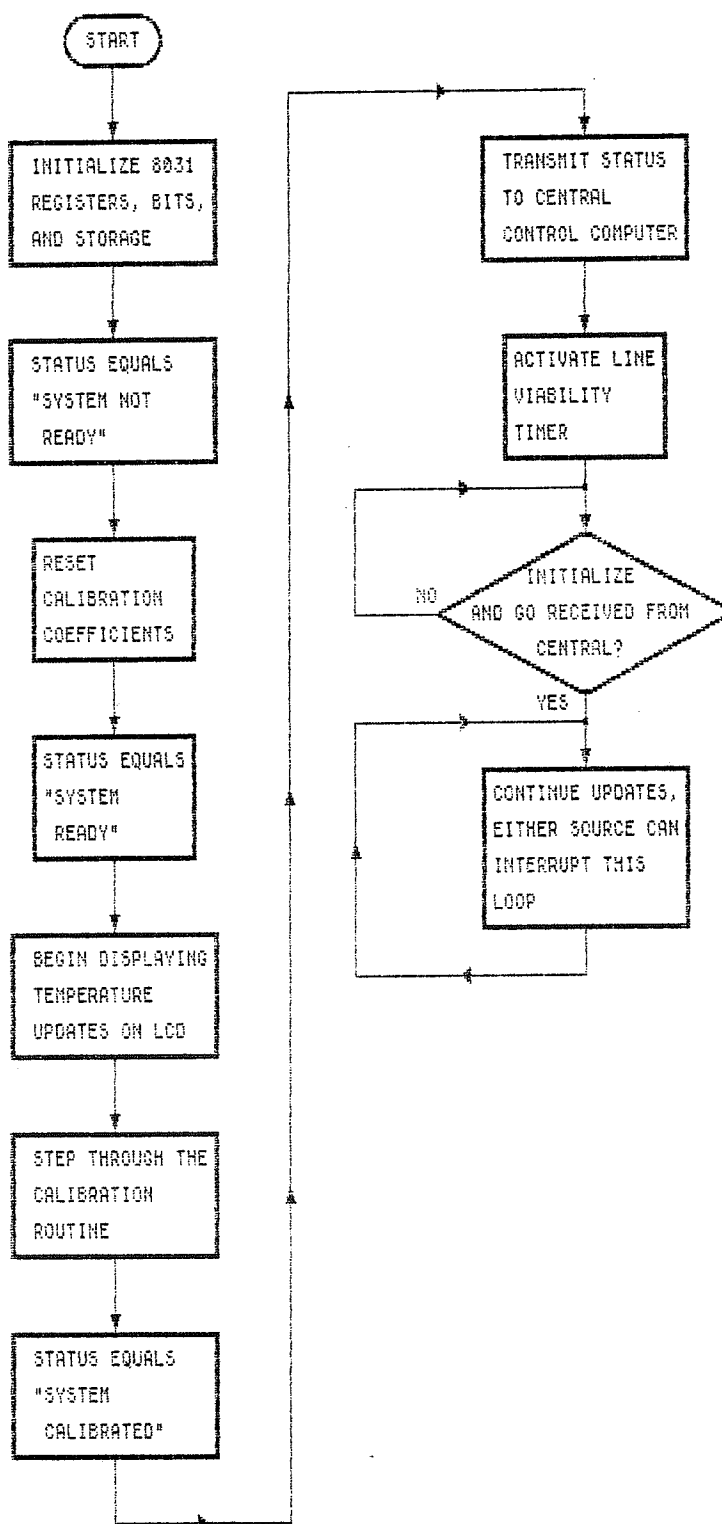 START
INITIALIZE 8031
REGISTERS, BITS,
AND STORAGE
STATUS EQUALS
"SYSTEM NOT
READY"
RESET
CALIBRATION
COEFFICIENTS
STATUS EQUALS
"SYSTEM
READY"
BEGIN DISPLAYING
TEMPERATURE
UPDATES ON LCD
STEP THROUGH THE
CALIBRATION
ROUTINE
STATUS EQUALS
"SYSTEM
CALIBRATED"
TRANSMIT STATUS
TO CENTRAL
CONTROL COMPUTER
ACTIVATE LINE
VIABILITY
TIMER
INITIALIZE
AND GO RECEIVED FROM
CENTRAL?
NO
YES
CONTINUE UPDATES,
EITHER SOURCE CAN
INTERRUPT THIS
LOOP